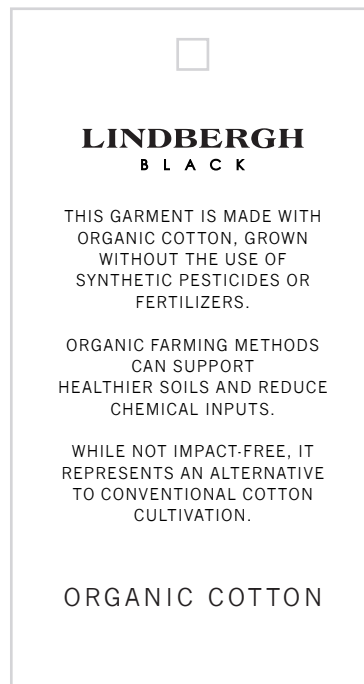 LINDBERGH
BLACK
THIS GARMENT IS MADE WITH
ORGANIC COTTON, GROWN
WITHOUT THE USE OF
SYNTHETIC PESTICIDES OR
FERTILIZERS.
ORGANIC FARMING METHODS
CAN SUPPORT
HEALTHIER SOILS AND REDUCE
CHEMICAL INPUTS.
WHILE NOT IMPACT-FREE, IT
REPRESENTS AN ALTERNATIVE
TO CONVENTIONAL COTTON
CULTIVATION.
ORGANIC COTTON